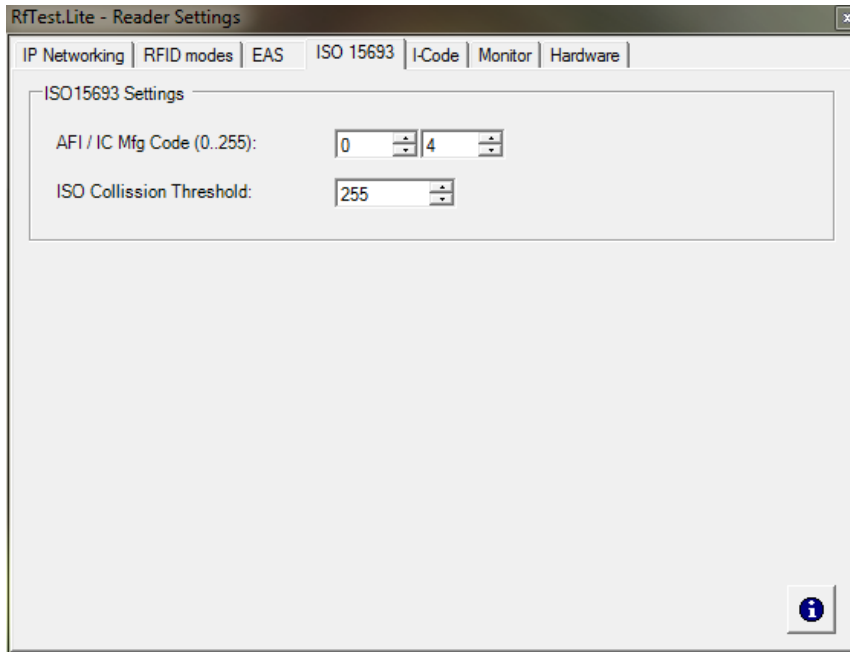 RfTest.Lite - Reader Settings
IP Networking RFID modes EAS ISO 15693 I-Code Monitor Hardware
ISO15693 Settings
AFI / IC Mfg Code (0..255): 0 4
ISO Collission Threshold: 255